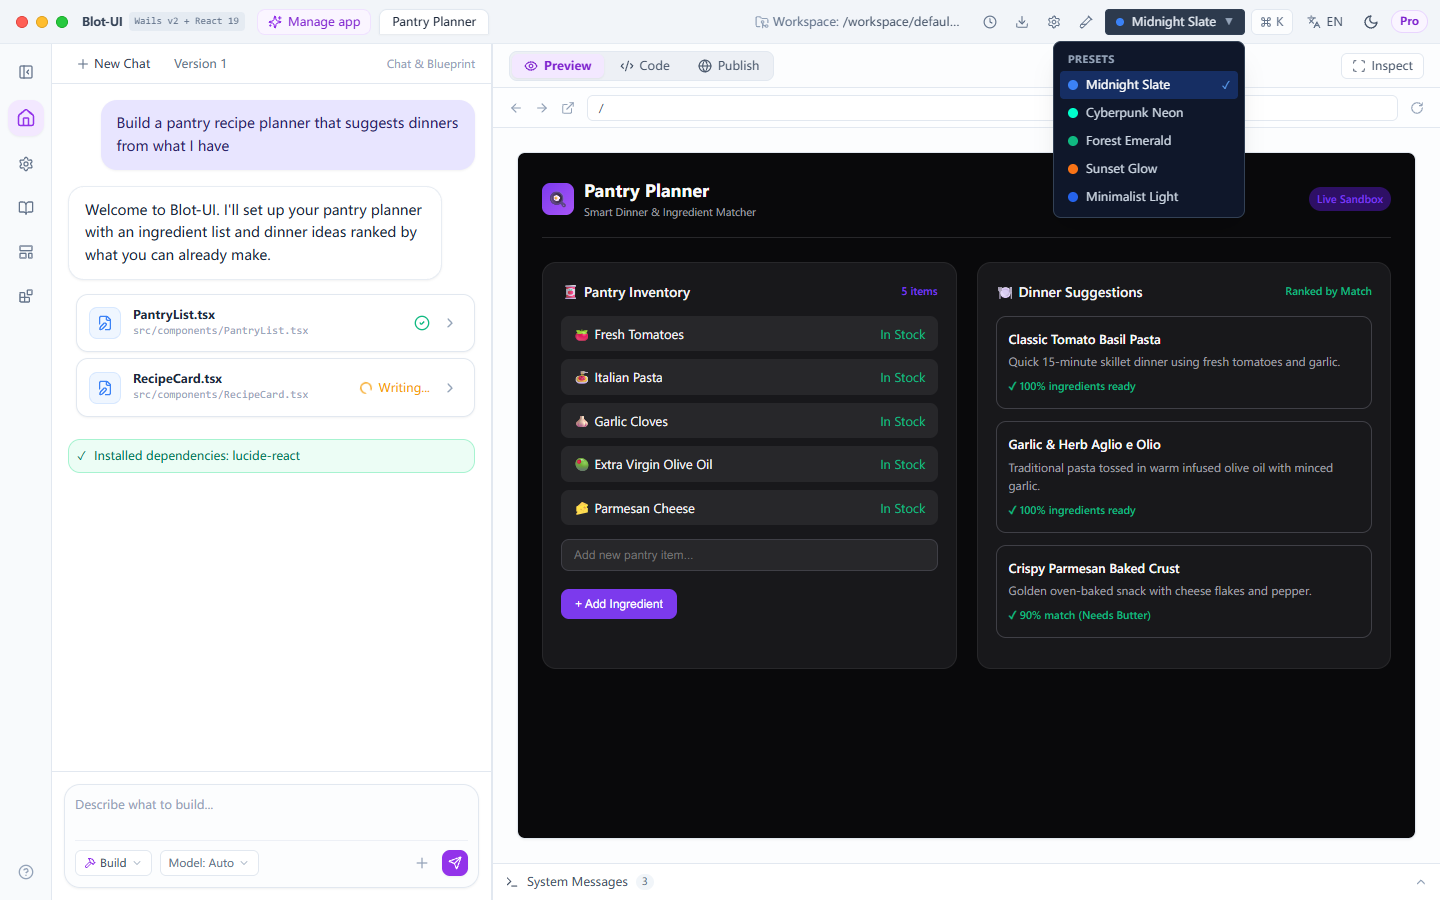 Blot-UI
Wails v2 + React 19
Manage app
Pantry Planner
Workspace: /workspace/defaul...
Midnight Slate ▼
⌘ K
EN
Pro
New Chat
Version 1
Chat & Blueprint
Build a pantry recipe planner that suggests dinners
from what I have
Welcome to Blot-UI. I'll set up your pantry planner
with an ingredient list and dinner ideas ranked by
what you can already make.
PantryList.tsx
src/components/PantryList.tsx
RecipeCard.tsx
src/components/RecipeCard.tsx
Writing...
✓ Installed dependencies: lucide-react
Describe what to build...
Build
Model: Auto
Preview
Code
Publish
Inspect
/
PRESETS
Midnight Slate ✓
Cyberpunk Neon
Forest Emerald
Sunset Glow
Minimalist Light
Pantry Planner
Smart Dinner & Ingredient Matcher
Live Sandbox
Pantry Inventory
5 items
Fresh Tomatoes
In Stock
Italian Pasta
In Stock
Garlic Cloves
In Stock
Extra Virgin Olive Oil
In Stock
Parmesan Cheese
In Stock
Add new pantry item...
+ Add Ingredient
Dinner Suggestions
Ranked by Match
Classic Tomato Basil Pasta
Quick 15-minute skillet dinner using fresh tomatoes and garlic.
✓ 100% ingredients ready
Garlic & Herb Aglio e Olio
Traditional pasta tossed in warm infused olive oil with minced
garlic.
✓ 100% ingredients ready
Crispy Parmesan Baked Crust
Golden oven-baked snack with cheese flakes and pepper.
✓ 90% match (Needs Butter)
System Messages
3